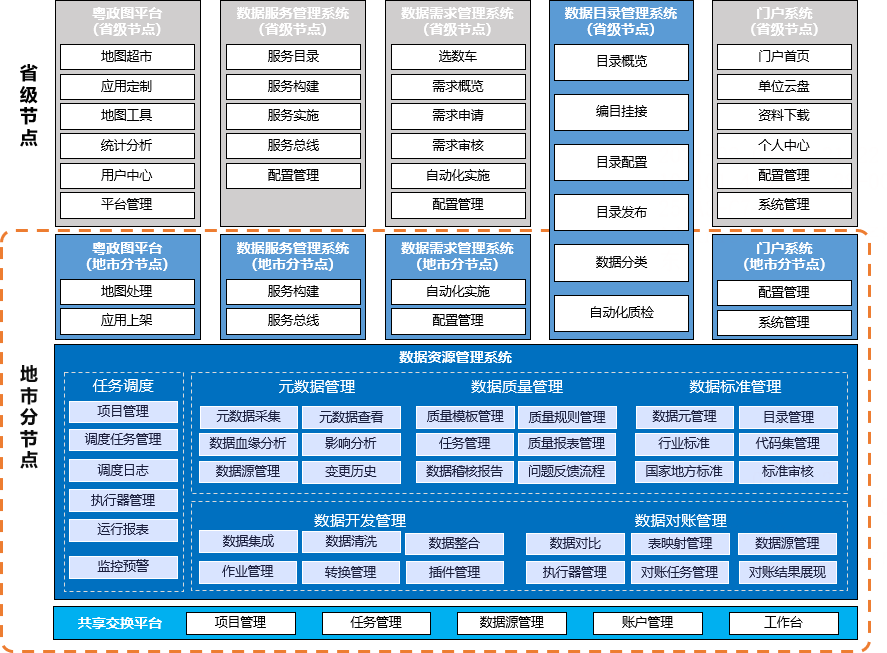 省级节点
粤政图平台
(省级节点)
地图超市
应用定制
地图工具
统计分析
用户中心
平台管理
数据服务管理系统
(省级节点)
服务目录
服务构建
服务实施
服务总线
配置管理
数据需求管理系统
(省级节点)
选数车
需求概览
需求申请
需求审核
自动化实施
配置管理
数据目录管理系统
(省级节点)
目录概览
编目挂接
目录配置
目录发布
数据分类
自动化质检
门户系统
(省级节点)
门户首页
单位云盘
资料下载
个人中心
配置管理
系统管理
地市分节点
粤政图平台
(地市分节点)
地图处理
应用上架
数据服务管理系统
(地市分节点)
服务构建
服务总线
数据需求管理系统
(地市分节点)
自动化实施
配置管理
门户系统
(地市分节点)
配置管理
系统管理
数据资源管理系统
任务调度
项目管理
调度任务管理
调度日志
执行器管理
运行报表
监控预警
元数据管理
元数据采集 元数据查看
数据血缘分析 影响分析
数据源管理 变更历史
数据质量管理
质量模板管理 质量规则管理
任务管理 质量报表管理
数据稽核报告 问题反馈流程
数据标准管理
数据元管理 目录管理
行业标准 代码集管理
国家地方标准 标准审核
数据开发管理
数据集成 数据清洗 数据整合
作业管理 转换管理 插件管理
数据对账管理
数据对比 表映射管理 数据源管理
执行器管理 对账任务管理 对账结果展现
共享交换平台 项目管理 任务管理 数据源管理 账户管理 工作台